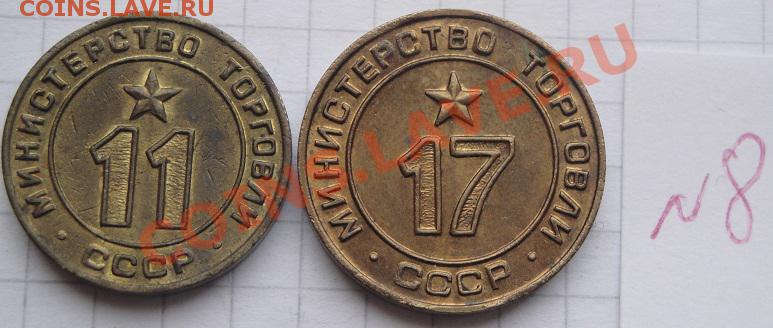 COINS.LAVE.RU
МИНИСТЕРСТВО ТОРГОВЛИ
11
· СССР ·
МИНИСТЕРСТВО ТОРГОВЛИ
17
· СССР ·
COINS.LAVE.RU
№8